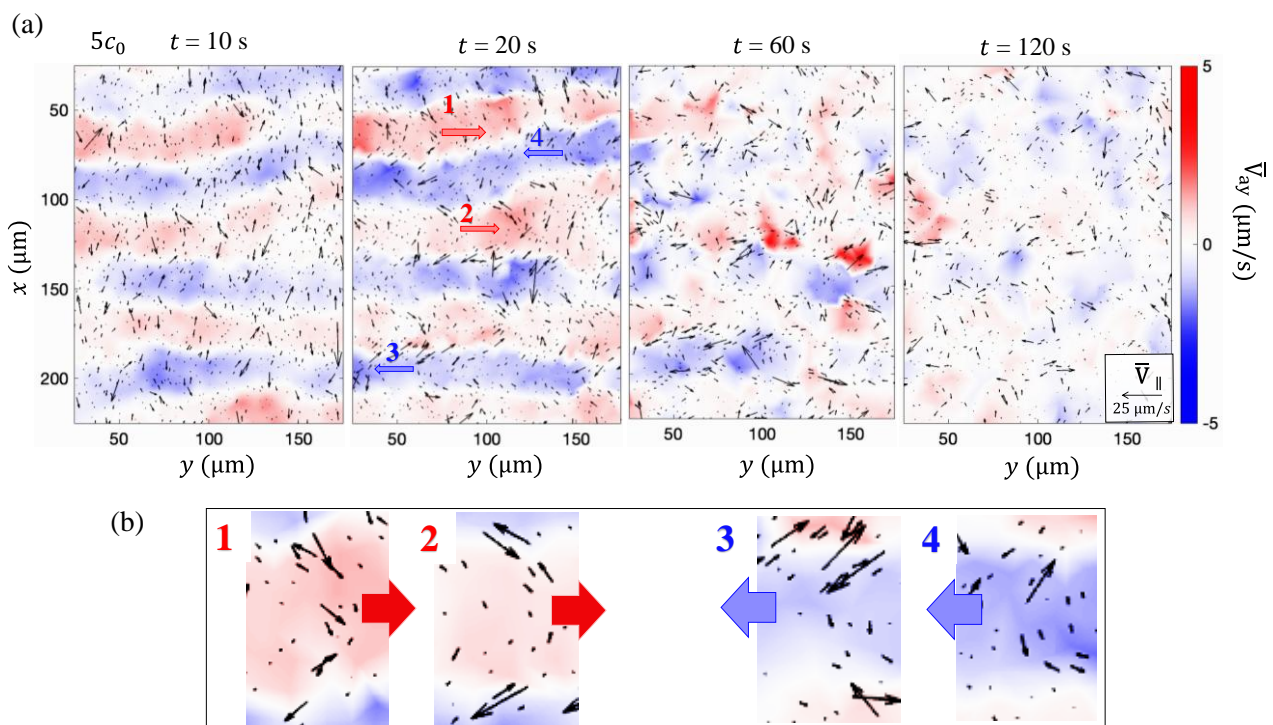 (a)
5c₀ t = 10 s t = 20 s t = 60 s t = 120 s
50
100
150
200
x (μm)
1
2
3
4
50 100 150
50 100 150
50 100 150
50 100 150
y (μm) y (μm) y (μm) y (μm)
V̅∥
25 μm/s
5
0
-5
V̅ay (μm/s)
(b)
1 2 3 4